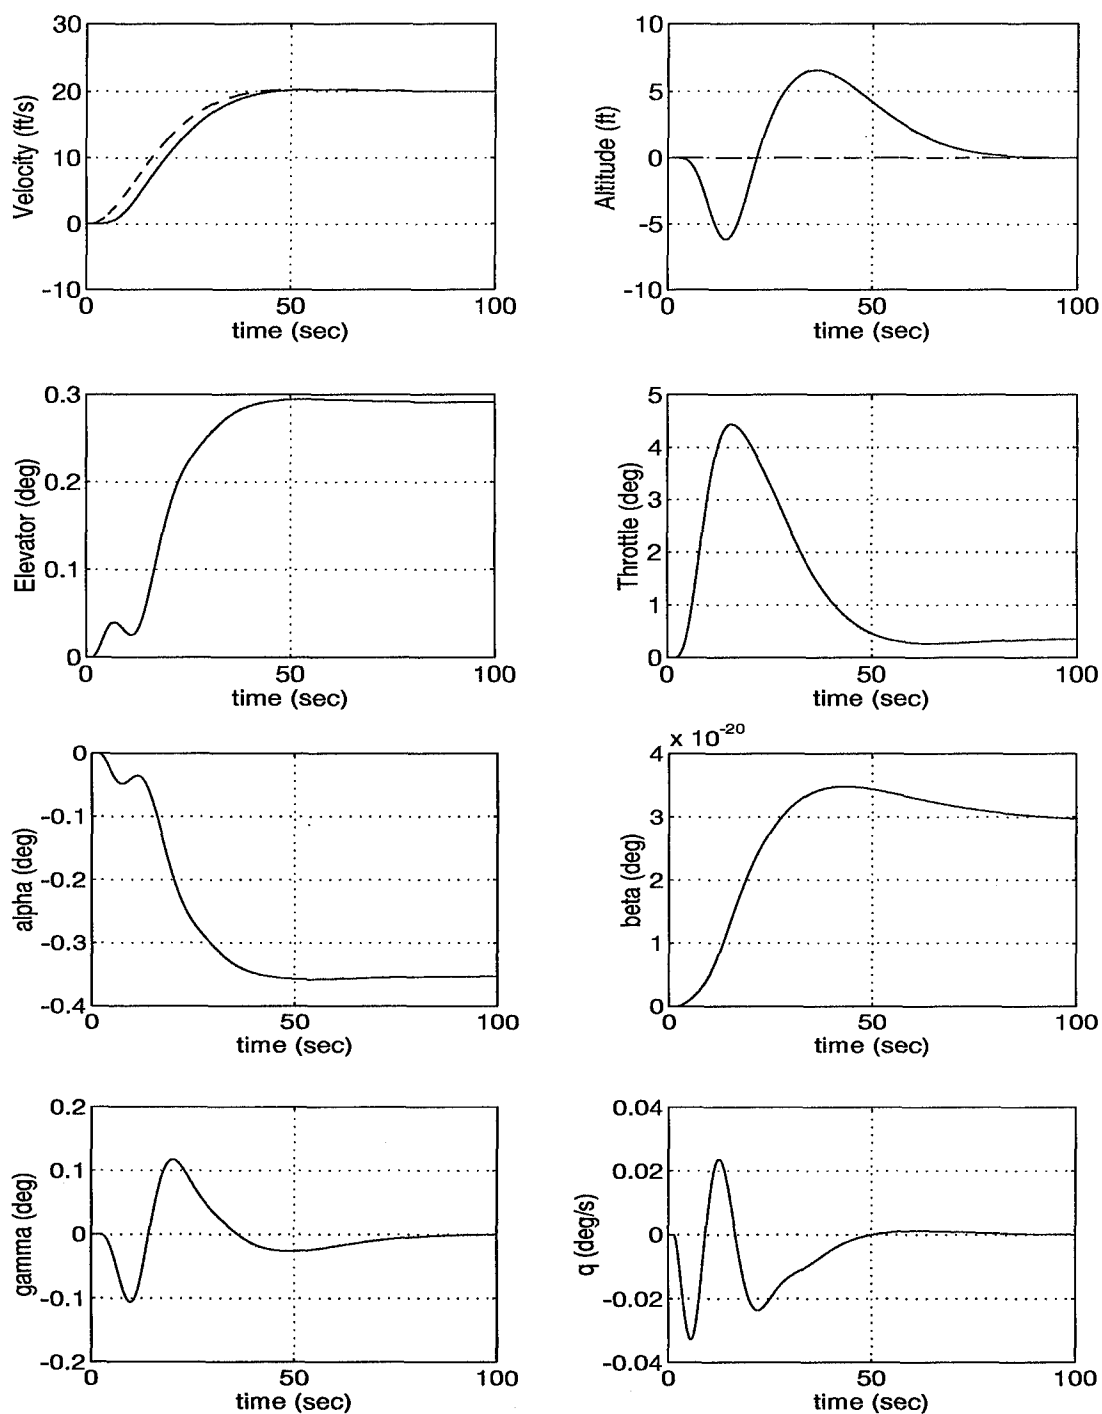 30
20
10
0
-10
Velocity (ft/s)
0 50 100
time (sec)
10
5
0
-5
-10
Altitude (ft)
0 50 100
time (sec)
0.3
0.2
0.1
0
Elevator (deg)
0 50 100
time (sec)
5
4
3
2
1
0
Throttle (deg)
0 50 100
time (sec)
0
-0.1
-0.2
-0.3
-0.4
alpha (deg)
0 50 100
time (sec)
x 10^-20
4
3
2
1
0
beta (deg)
0 50 100
time (sec)
0.2
0.1
0
-0.1
-0.2
gamma (deg)
0 50 100
time (sec)
0.04
0.02
0
-0.02
-0.04
q (deg/s)
0 50 100
time (sec)